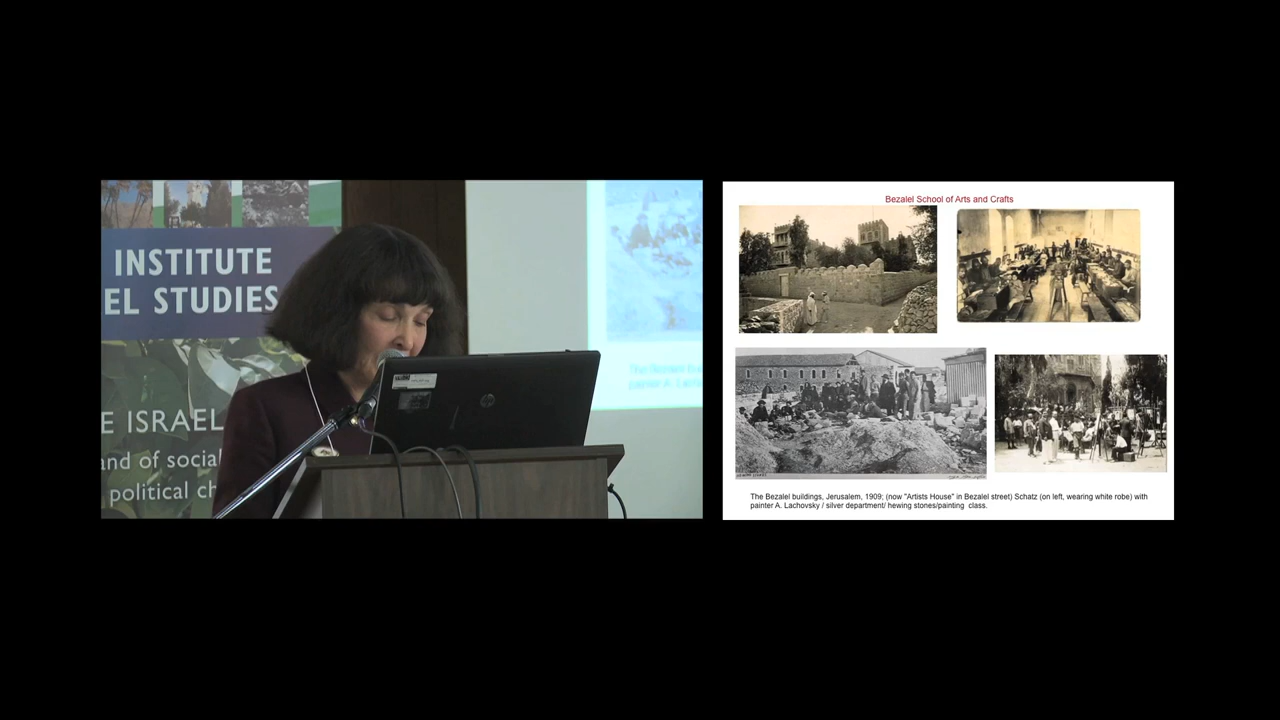 INSTITUTE
EL STUDIES
E ISRAEL
and of social
political ch
Bezalel School of Arts and Crafts
The Bezalel buildings, Jerusalem, 1909; (now "Artists House" in Bezalel street) Schatz (on left, wearing white robe) with
painter A. Lachovsky / silver department/ hewing stones/painting class.